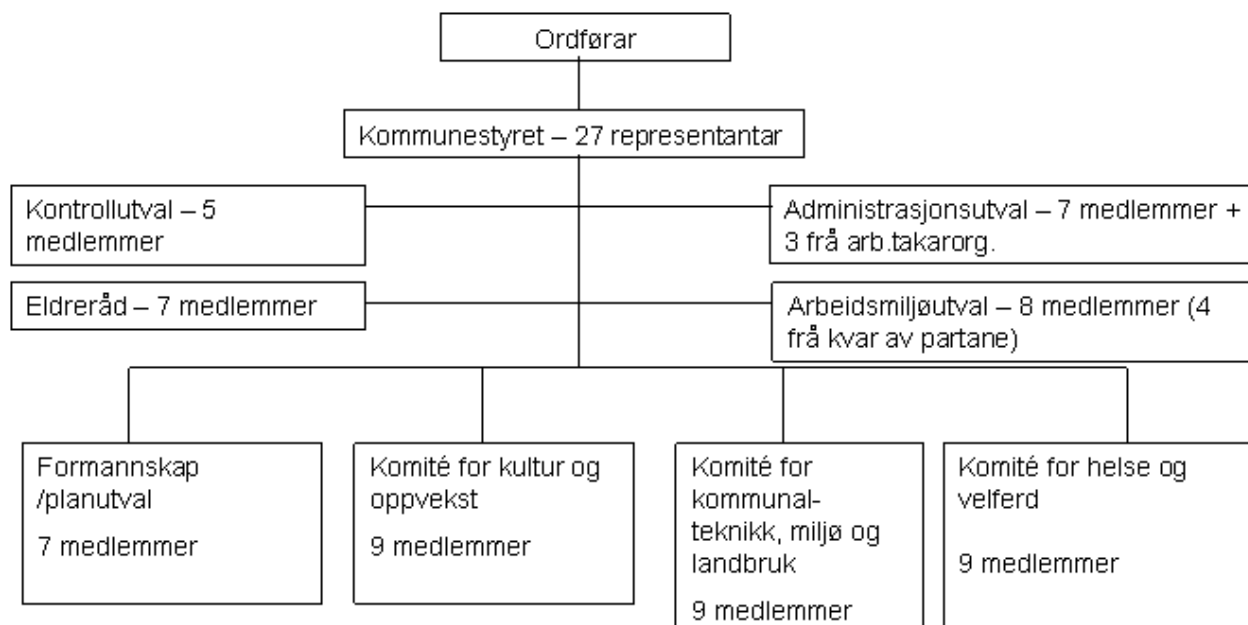 Ordførar
Kommunestyret – 27 representantar
Kontrollutval – 5
medlemmer
Administrasjonsutval – 7 medlemmer +
3 frå arb.takarorg.
Eldreråd – 7 medlemmer
Arbeidsmiljøutval – 8 medlemmer (4
frå kvar av partane)
Formannskap
/planutval
7 medlemmer
Komité for kultur og
oppvekst
9 medlemmer
Komité for
kommunal-
teknikk, miljø og
landbruk
9 medlemmer
Komité for helse og
velferd
9 medlemmer